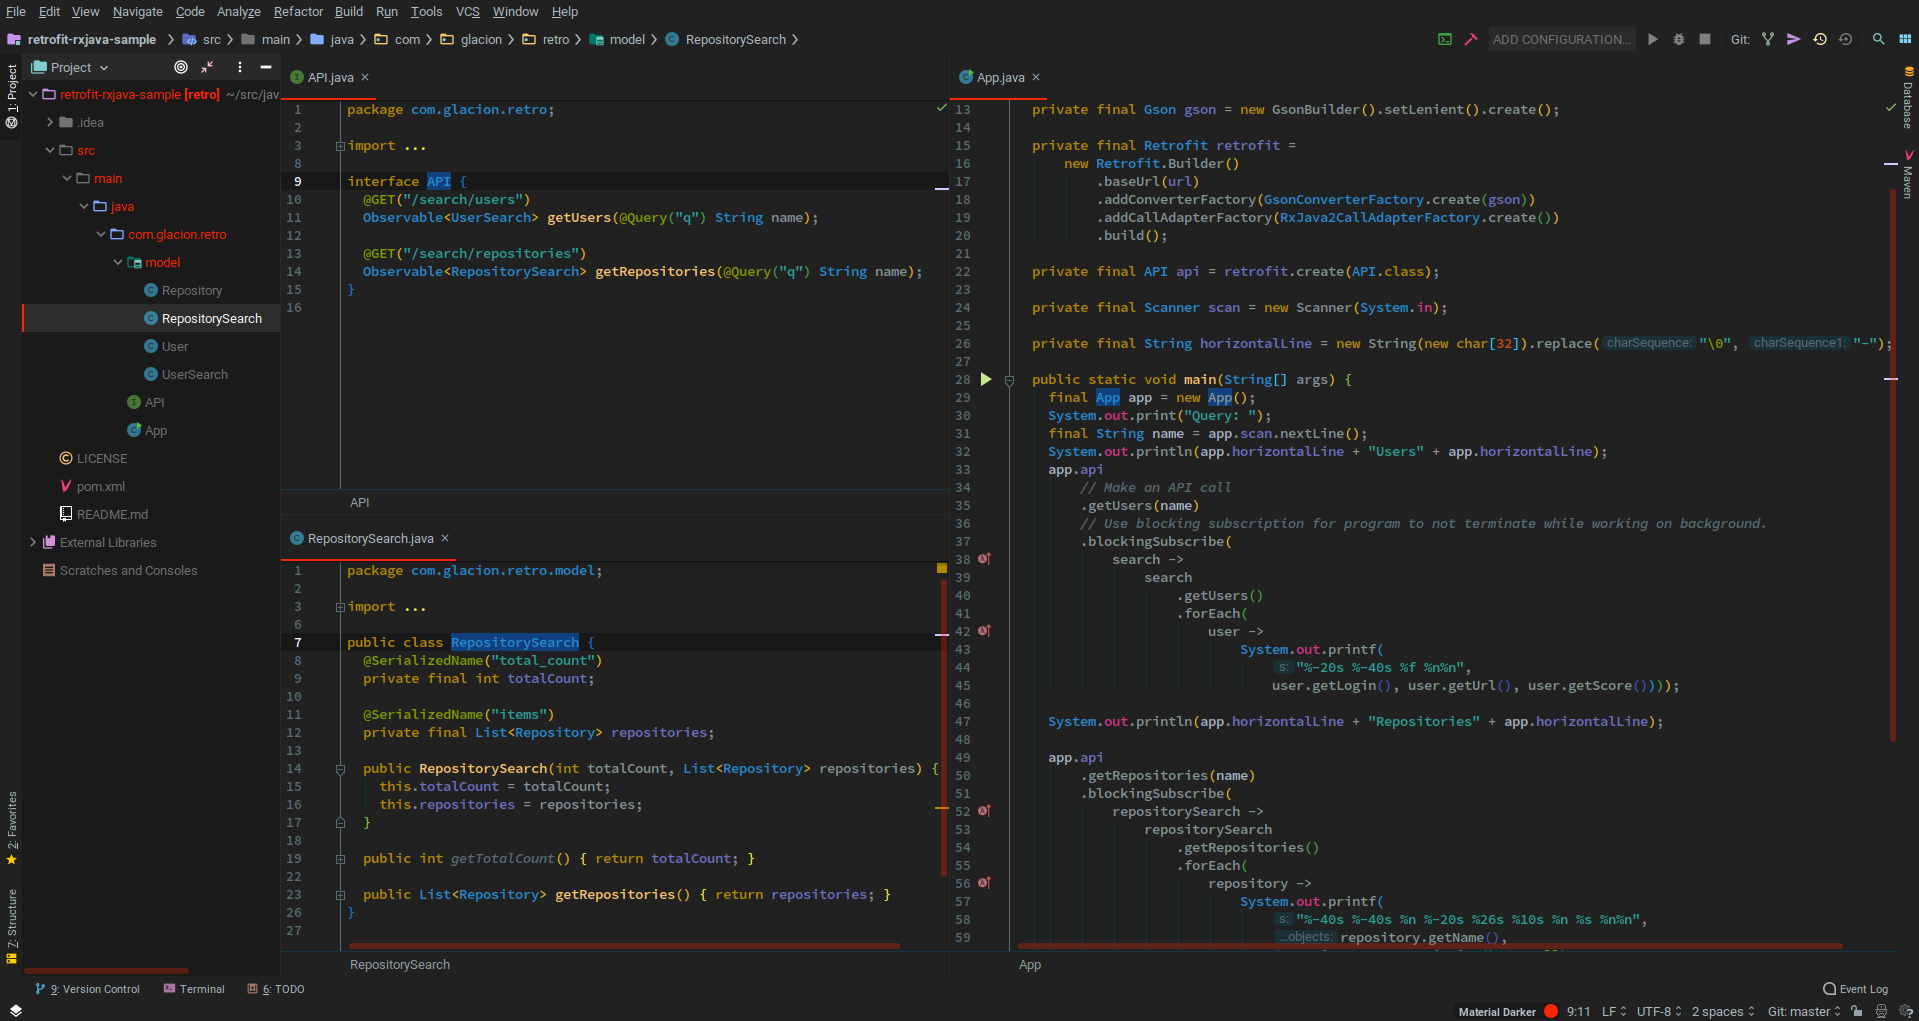 File Edit View Navigate Code Analyze Refactor Build Run Tools VCS Window Help
retrofit-rxjava-sample src main java com glacion retro model RepositorySearch
ADD CONFIGURATION... Git:
1: Project
2: Favorites
7: Structure
Project
retrofit-rxjava-sample [retro] ~/src/jav
.idea
src
main
java
com.glacion.retro
model
Repository
RepositorySearch
User
UserSearch
API
App
LICENSE
pom.xml
README.md
External Libraries
Scratches and Consoles
API.java
1 package com.glacion.retro;
2
3 import ...
8
9 interface API {
10 @GET("/search/users")
11 Observable<UserSearch> getUsers(@Query("q") String name);
12
13 @GET("/search/repositories")
14 Observable<RepositorySearch> getRepositories(@Query("q") String name);
15 }
16
API
RepositorySearch.java
1 package com.glacion.retro.model;
2
3 import ...
6
7 public class RepositorySearch {
8 @SerializedName("total_count")
9 private final int totalCount;
10
11 @SerializedName("items")
12 private final List<Repository> repositories;
13
14 public RepositorySearch(int totalCount, List<Repository> repositories) {
15 this.totalCount = totalCount;
16 this.repositories = repositories;
17 }
18
19 public int getTotalCount() { return totalCount; }
22
23 public List<Repository> getRepositories() { return repositories; }
26 }
27
RepositorySearch
App.java
13 private final Gson gson = new GsonBuilder().setLenient().create();
14
15 private final Retrofit retrofit =
16 new Retrofit.Builder()
17 .baseUrl(url)
18 .addConverterFactory(GsonConverterFactory.create(gson))
19 .addCallAdapterFactory(RxJava2CallAdapterFactory.create())
20 .build();
21
22 private final API api = retrofit.create(API.class);
23
24 private final Scanner scan = new Scanner(System.in);
25
26 private final String horizontalLine = new String(new char[32]).replace( charSequence: "\0", charSequence1: "-");
27
28 public static void main(String[] args) {
29 final App app = new App();
30 System.out.print("Query: ");
31 final String name = app.scan.nextLine();
32 System.out.println(app.horizontalLine + "Users" + app.horizontalLine);
33 app.api
34 // Make an API call
35 .getUsers(name)
36 // Use blocking subscription for program to not terminate while working on background.
37 .blockingSubscribe(
38 search ->
39 search
40 .getUsers()
41 .forEach(
42 user ->
43 System.out.printf(
44 s: "%-20s %-40s %f %n%n",
45 user.getLogin(), user.getUrl(), user.getScore())));
46
47 System.out.println(app.horizontalLine + "Repositories" + app.horizontalLine);
48
49 app.api
50 .getRepositories(name)
51 .blockingSubscribe(
52 repositorySearch ->
53 repositorySearch
54 .getRepositories()
55 .forEach(
56 repository ->
57 System.out.printf(
58 s: "%-40s %-40s %n %-20s %26s %10s %n %s %n%n",
59 ...objects: repository.getName(),
App
Database
Maven
9: Version Control Terminal 6: TODO Event Log
Material Darker 9:11 LF UTF-8 2 spaces Git: master